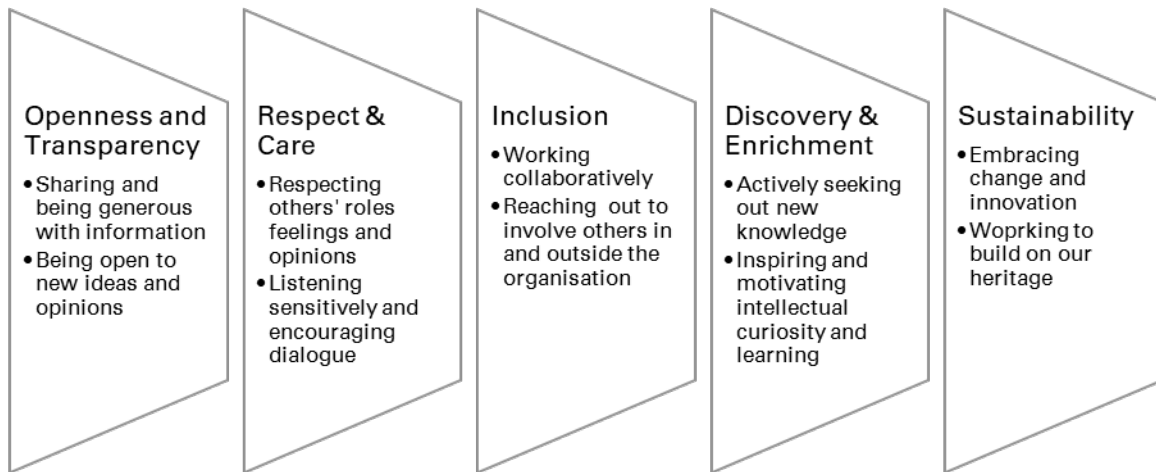 Openness and
Transparency
•Sharing and
being generous
with information
•Being open to
new ideas and
opinions
Respect &
Care
•Respecting
others' roles
feelings and
opinions
•Listening
sensitively and
encouraging
dialogue
Inclusion
•Working
collaboratively
•Reaching out to
involve others in
and outside the
organisation
Discovery &
Enrichment
•Actively seeking
out new
knowledge
•Inspiring and
motivating
intellectual
curiosity and
learning
Sustainability
•Embracing
change and
innovation
•Woprking to
build on our
heritage